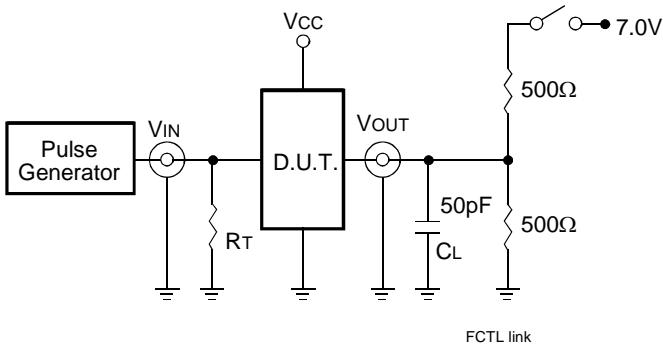 VCC
7.0V
500Ω
VIN
VOUT
Pulse
Generator
D.U.T.
50pF
500Ω
RT
CL
FCTL link